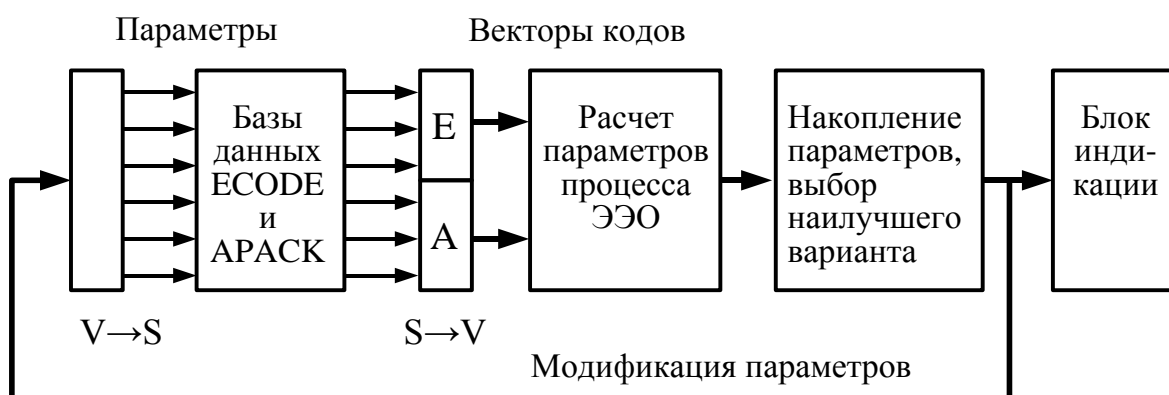 Параметры
Векторы кодов
Базы
данных
ECODE
и
APACK
E
A
Расчет
параметров
процесса
ЭЭО
Накопление
параметров,
выбор
наилучшего
варианта
Блок
инди-
кации
V→S
S→V
Модификация параметров